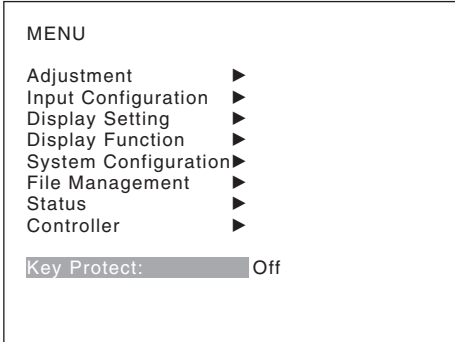 MENU
Adjustment ►
Input Configuration ►
Display Setting ►
Display Function ►
System Configuration►
File Management ►
Status ►
Controller ►
Key Protect: Off